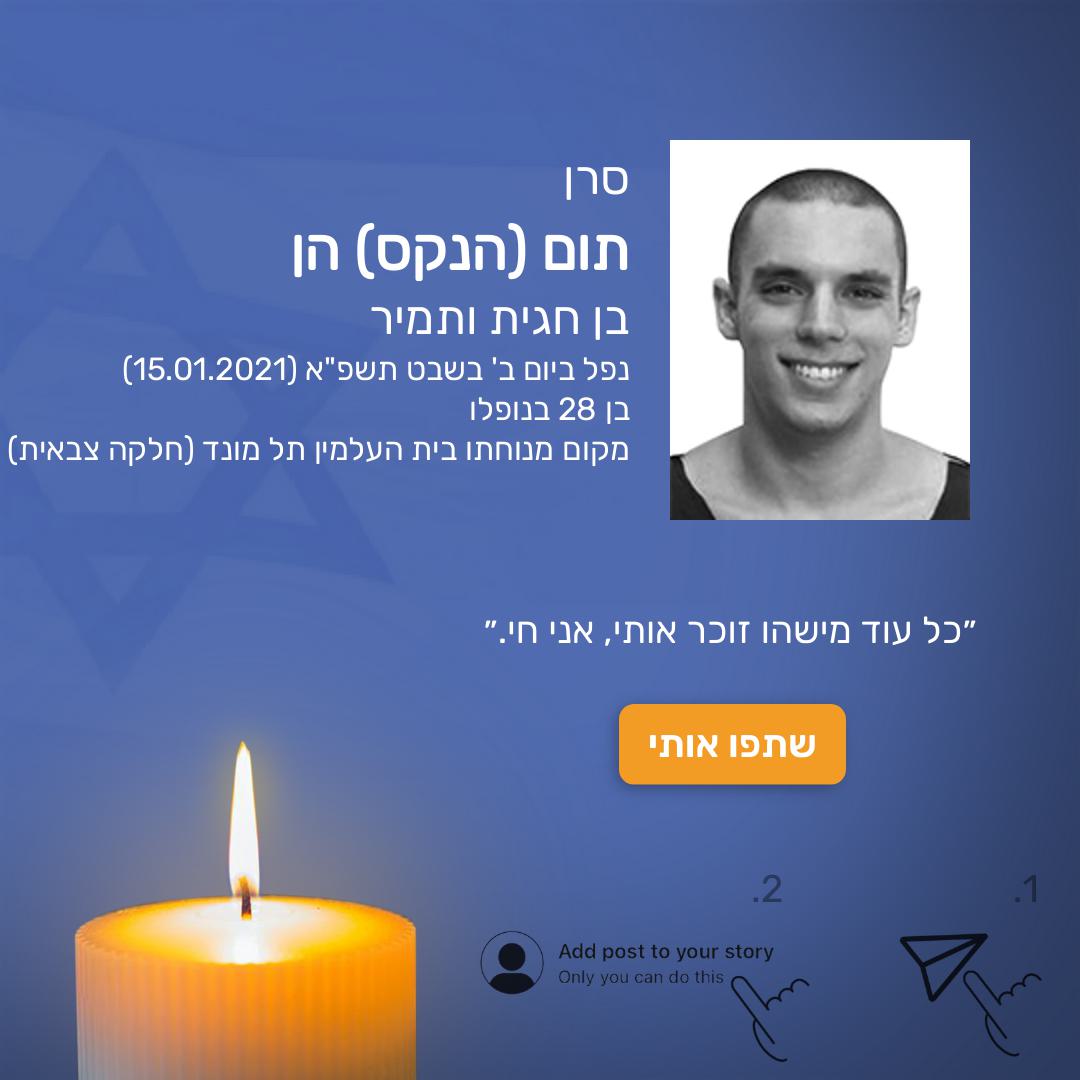 סרן
תום (הנקס) הן
בן חגית ותמיר
נפל ביום ב' בשבט תשפ"א (15.01.2021)
בן 28 בנופלו
מקום מנוחתו בית העלמין תל מונד (חלקה צבאית)
״כל עוד מישהו זוכר אותי, אני חי.״
שתפו אותי
.1
.2
Add post to your story
Only you can do this